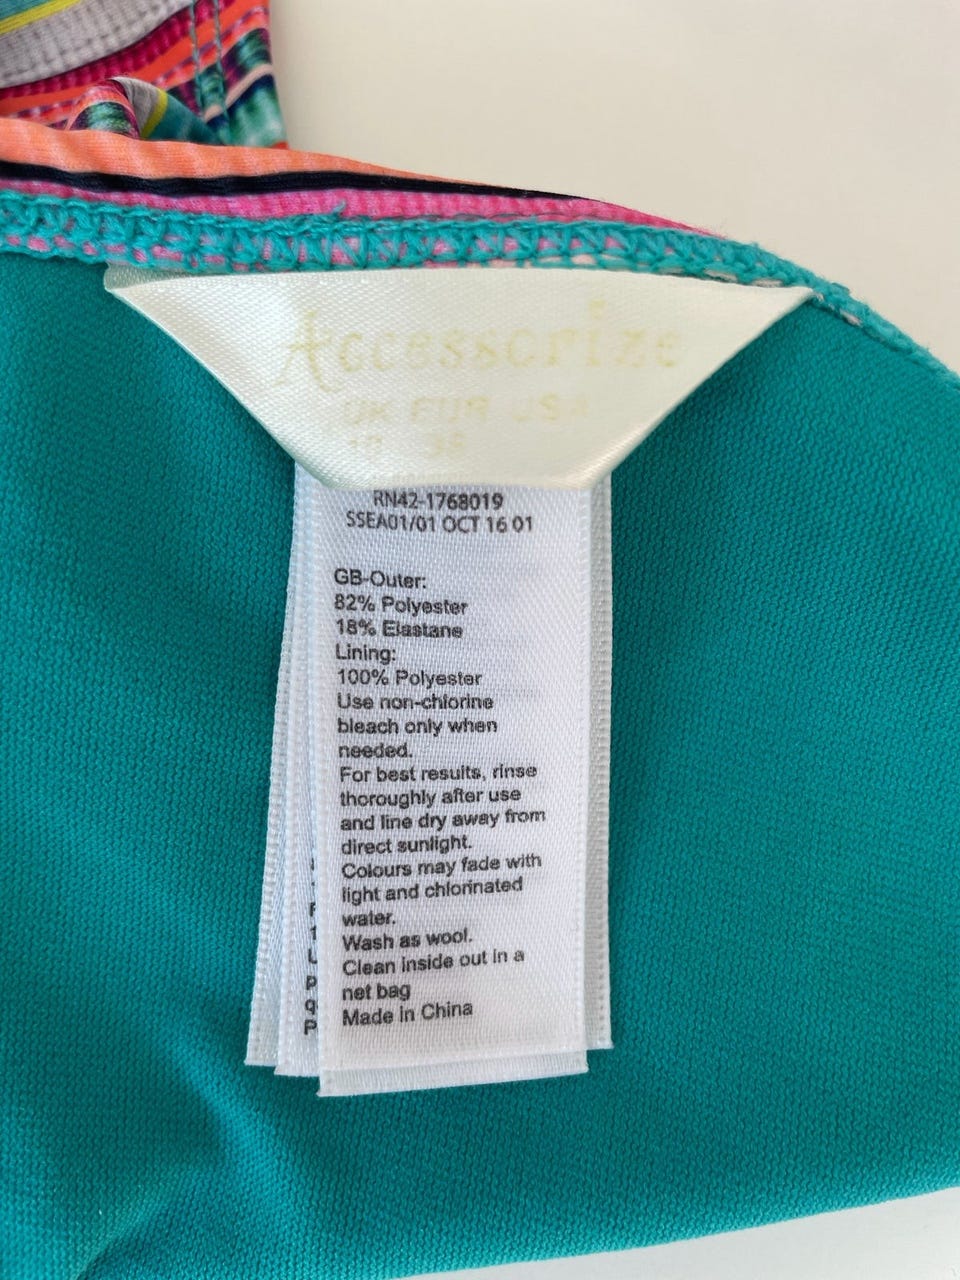 Accessorize
UK EUR USA
RN42-1768019
SSEA01/01 OCT 16 01
GB-Outer:
82% Polyester
18% Elastane
Lining:
100% Polyester
Use non-chlorine
bleach only when
needed.
For best results, rinse
thoroughly after use
and line dry away from
direct sunlight.
Colours may fade with
light and chlorinated
water.
Wash as wool.
Clean inside out in a
net bag
Made in China